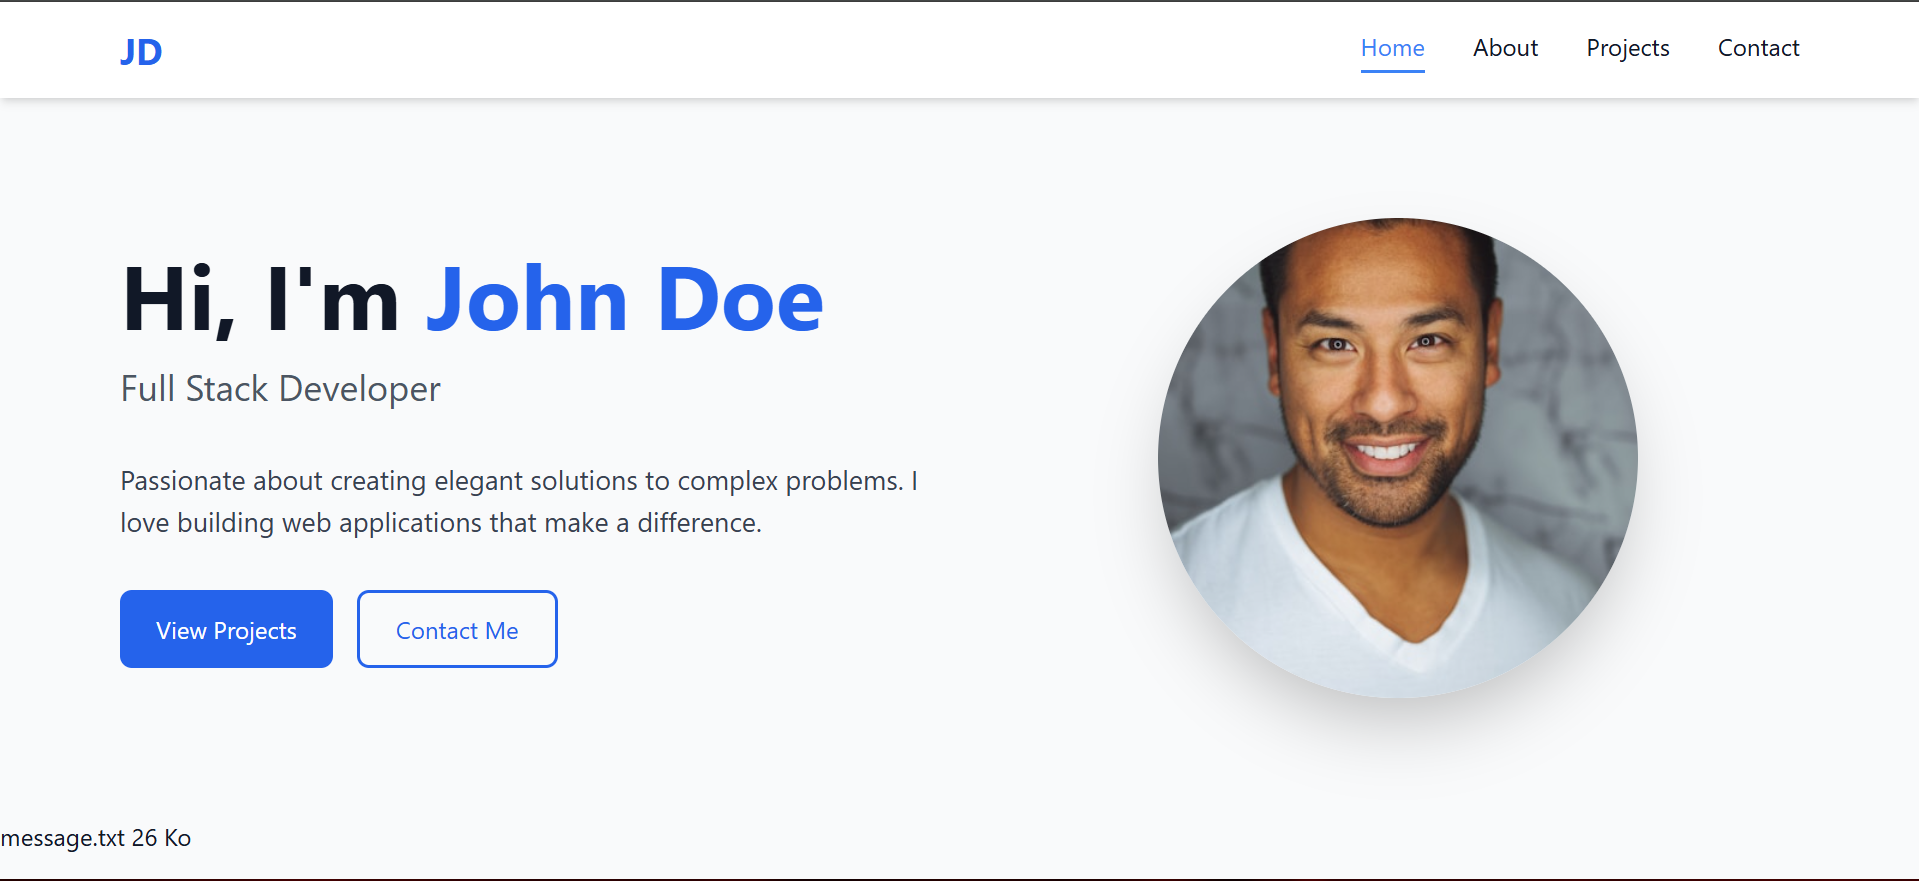 JD
Home About Projects Contact
Hi, I'm John Doe
Full Stack Developer
Passionate about creating elegant solutions to complex problems. I
love building web applications that make a difference.
View Projects Contact Me
message.txt 26 Ko